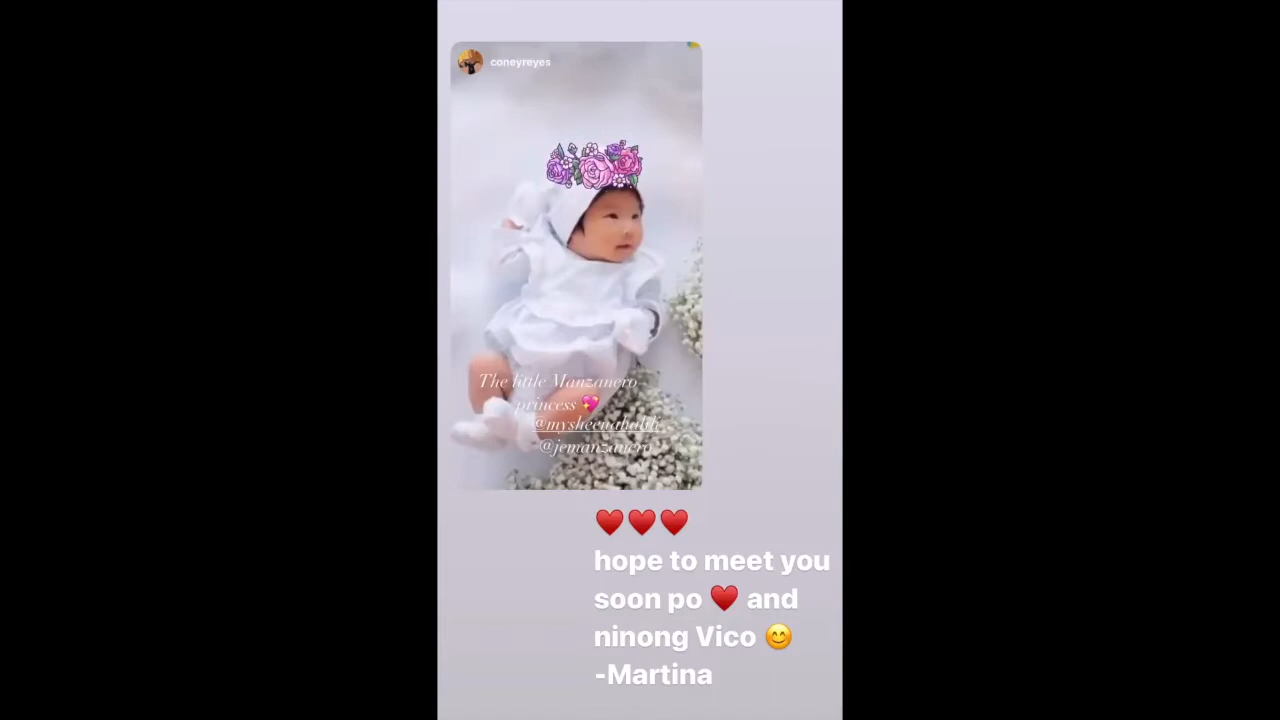 coneyreyes
The little Manzanero
princess 💖
@mysheenahalili
@jemanzanero
♥️♥️♥️
hope to meet you
soon po ♥️ and
ninong Vico 😊
-Martina